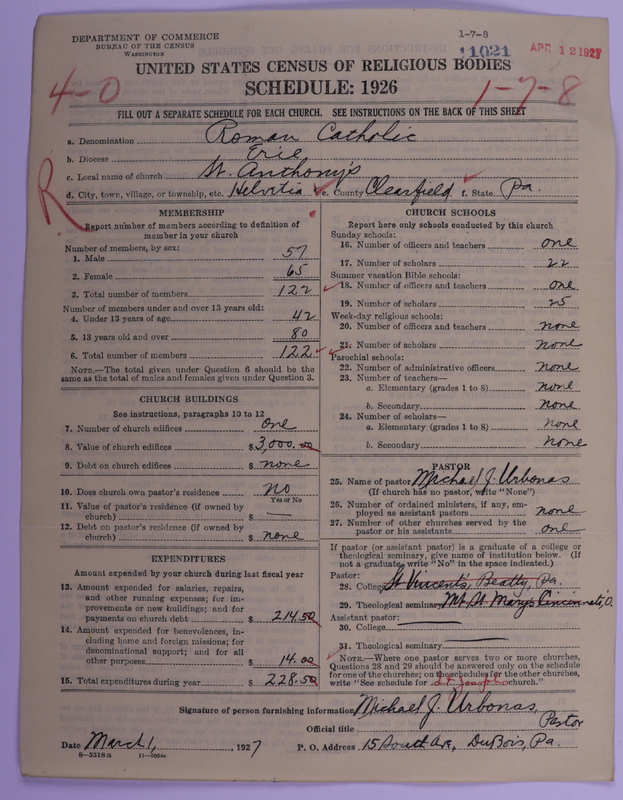 DEPARTMENT OF COMMERCE
BUREAU OF THE CENSUS
WASHINGTON
1-7-8
11021
APR 12 1927
UNITED STATES CENSUS OF RELIGIOUS BODIES
SCHEDULE: 1926
4-0
1-7-8
FILL OUT A SEPARATE SCHEDULE FOR EACH CHURCH. SEE INSTRUCTIONS ON THE BACK OF THIS SHEET
a. Denomination Roman Catholic
b. Diocese Erie
c. Local name of church St. Anthony's
d. City, town, village, or township, etc. Helvetia e. County Clearfield f. State Pa.
R
MEMBERSHIP
Report number of members according to definition of
member in your church
Number of members, by sex:
1. Male 57
2. Female 65
3. Total number of members 122
Number of members under and over 13 years old:
4. Under 13 years of age 42
5. 13 years old and over 80
6. Total number of members 122
NOTE.—The total given under Question 6 should be the
same as the total of males and females given under Question 3.
CHURCH BUILDINGS
See instructions, paragraphs 10 to 12
7. Number of church edifices one
8. Value of church edifices $3,000.00
9. Debt on church edifices $ none
10. Does church own pastor's residence No
Yes or No
11. Value of pastor's residence (if owned by
church) $ —
12. Debt on pastor's residence (if owned by
church) $ none
EXPENDITURES
Amount expended by your church during last fiscal year
13. Amount expended for salaries, repairs,
and other running expenses; for im-
provements or new buildings; and for
payments on church debt $ 214.50
14. Amount expended for benevolences, in-
cluding home and foreign missions; for
denominational support; and for all
other purposes $ 14.00
15. Total expenditures during year $ 228.50
CHURCH SCHOOLS
Report here only schools conducted by this church
Sunday schools:
16. Number of officers and teachers one
17. Number of scholars 22
Summer vacation Bible schools:
18. Number of officers and teachers one
19. Number of scholars 25
Week-day religious schools:
20. Number of officers and teachers none
21. Number of scholars none
Parochial schools:
22. Number of administrative officers none
23. Number of teachers—
a. Elementary (grades 1 to 8) none
b. Secondary none
24. Number of scholars—
a. Elementary (grades 1 to 8) none
b. Secondary none
PASTOR
25. Name of pastor Michael J. Urbonas
(If church has no pastor, write "None")
26. Number of ordained ministers, if any, em-
ployed as assistant pastors none
27. Number of other churches served by the
pastor or his assistants one
If pastor (or assistant pastor) is a graduate of a college or
theological seminary, give name of institution below. (If
not a graduate write "No" in the space indicated.)
Pastor:
28. College St Vincent's, Beatty, Pa.
29. Theological seminary Mt. St. Mary's Cincinnati, O.
Assistant pastor:
30. College
31. Theological seminary
NOTE.—Where one pastor serves two or more churches,
Questions 28 and 29 should be answered only on the schedule
for one of the churches; on the schedules for the other churches,
write "See schedule for St. Joseph church."
Signature of person furnishing information Michael J. Urbonas
Official title Pastor
Date March 1, 1927 P. O. Address 15 South Ave, DuBois, Pa.
8-5518 a